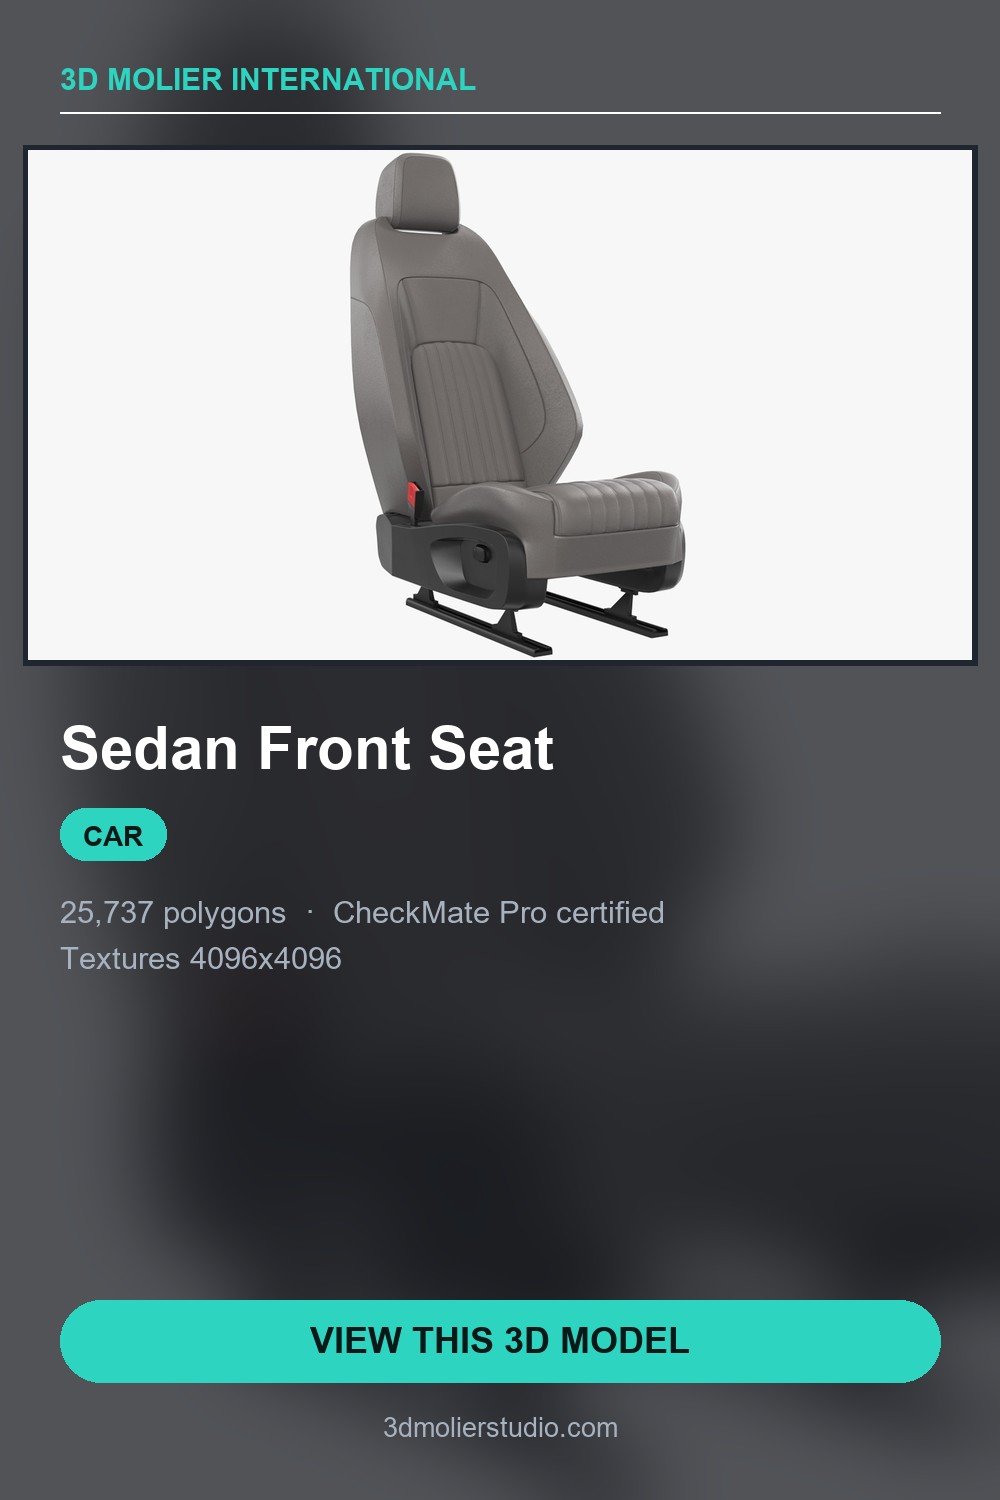 3D MOLIER INTERNATIONAL
Sedan Front Seat
CAR
25,737 polygons · CheckMate Pro certified
Textures 4096x4096
VIEW THIS 3D MODEL
3dmolierstudio.com